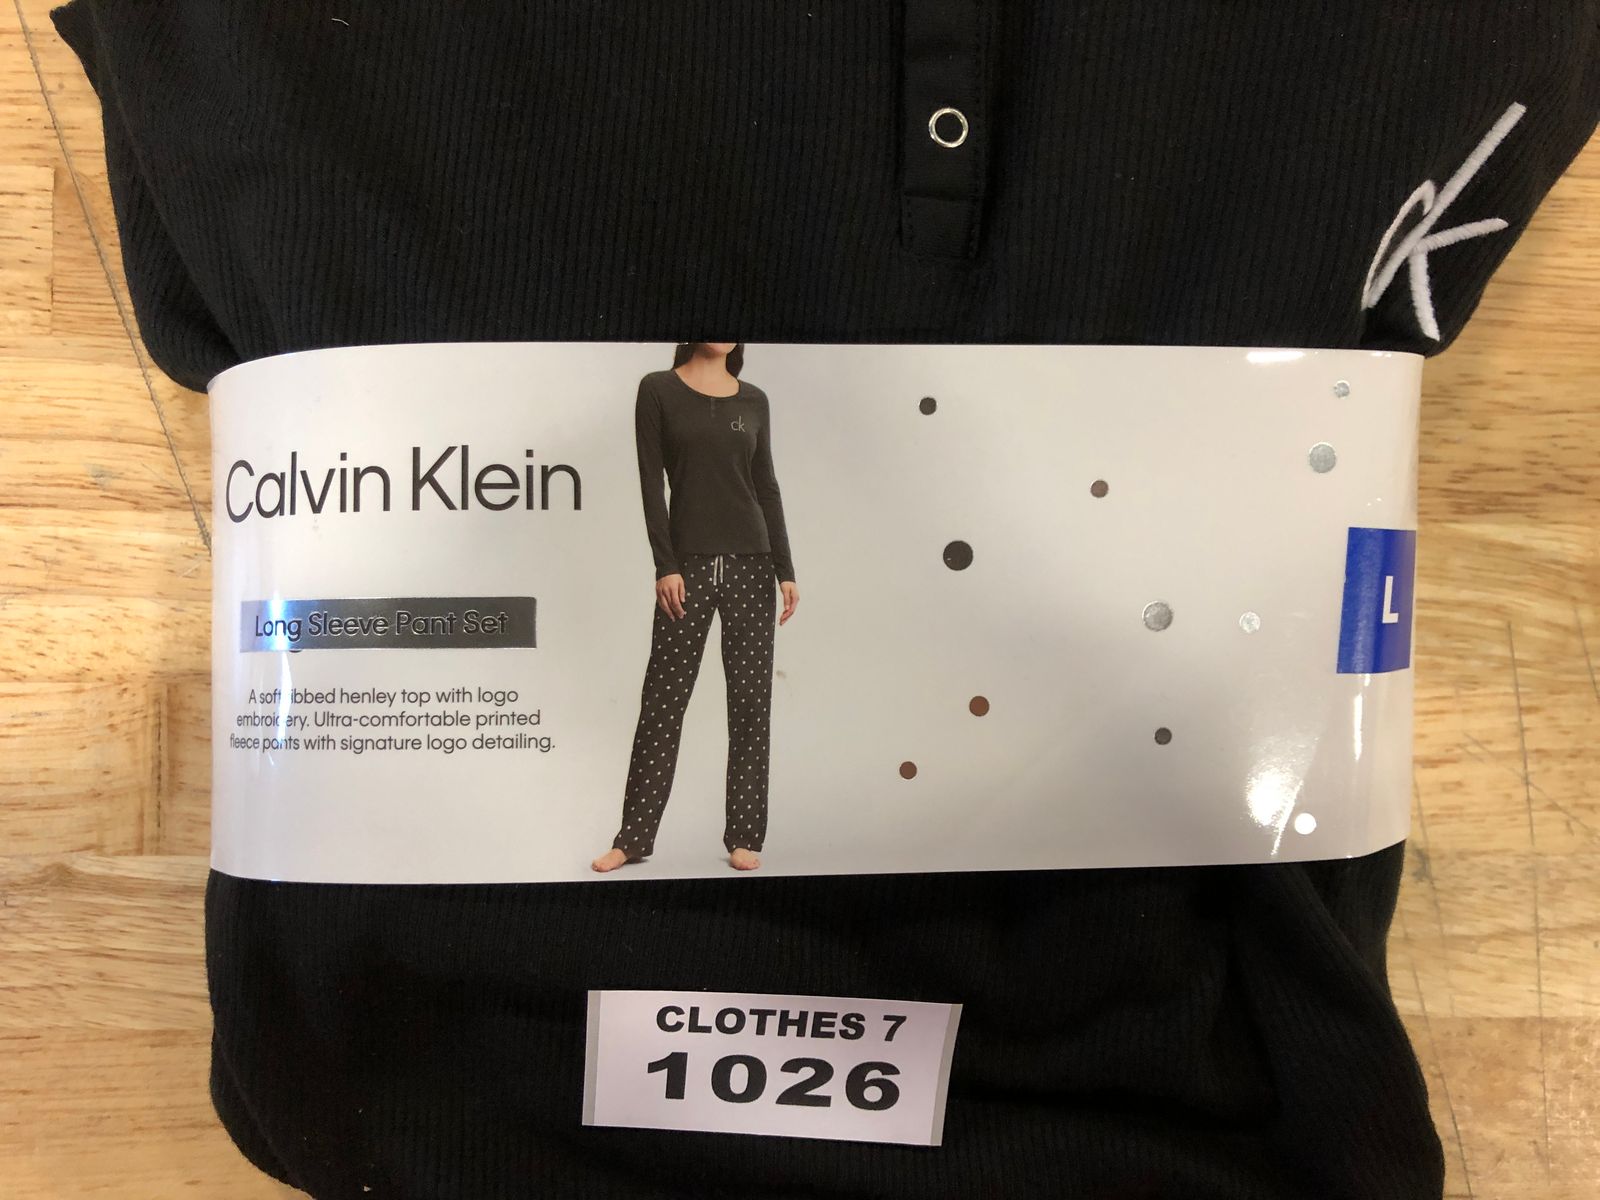 ck
ck
Calvin Klein
L
Long Sleeve Pant Set
A soft ribbed henley top with logo
embroidery. Ultra-comfortable printed
fleece pants with signature logo detailing.
CLOTHES 7
1026